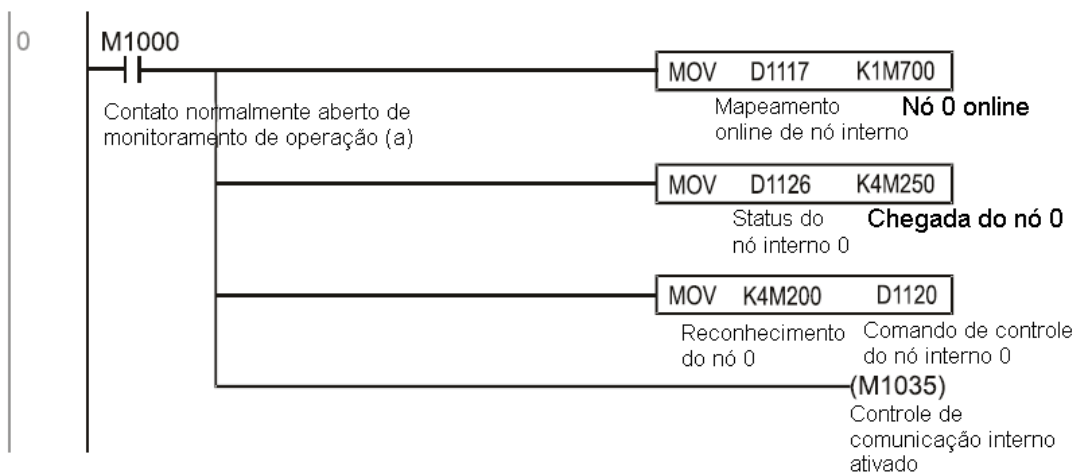 0
M1000
Contato normalmente aberto de
monitoramento de operação (a)
MOV D1117 K1M700
Mapeamento
online de nó interno
Nó 0 online
MOV D1126 K4M250
Status do
nó interno 0
Chegada do nó 0
MOV K4M200 D1120
Reconhecimento
do nó 0
Comando de controle
do nó interno 0
(M1035)
Controle de
comunicação interno
ativado